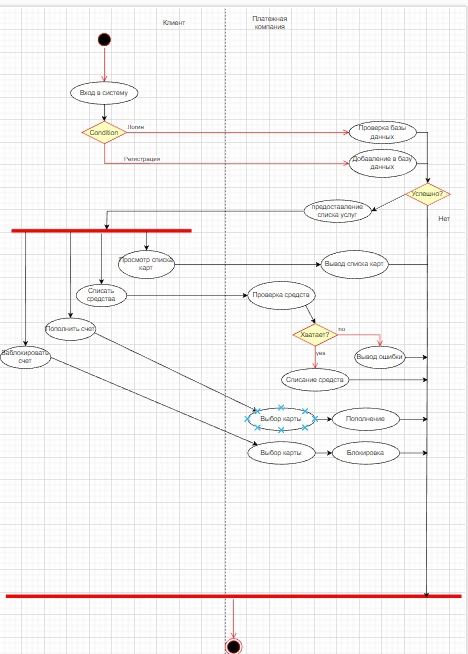 Клиент
Платежная
компания
Вход в систему
Condition
Логин
Проверка базы
данных
Регистрация
Добавление в базу
данных
Успешно?
предоставление
списка услуг
Нет
Просмотр списка
карт
Вывод списка карт
Списать
средства
Проверка средств
Пополнить счет
Хватает?
no
Заблокировать
счет
yes
Вывод ошибки
Списание средств
Выбор карты
Пополнение
Выбор карты
Блокировка